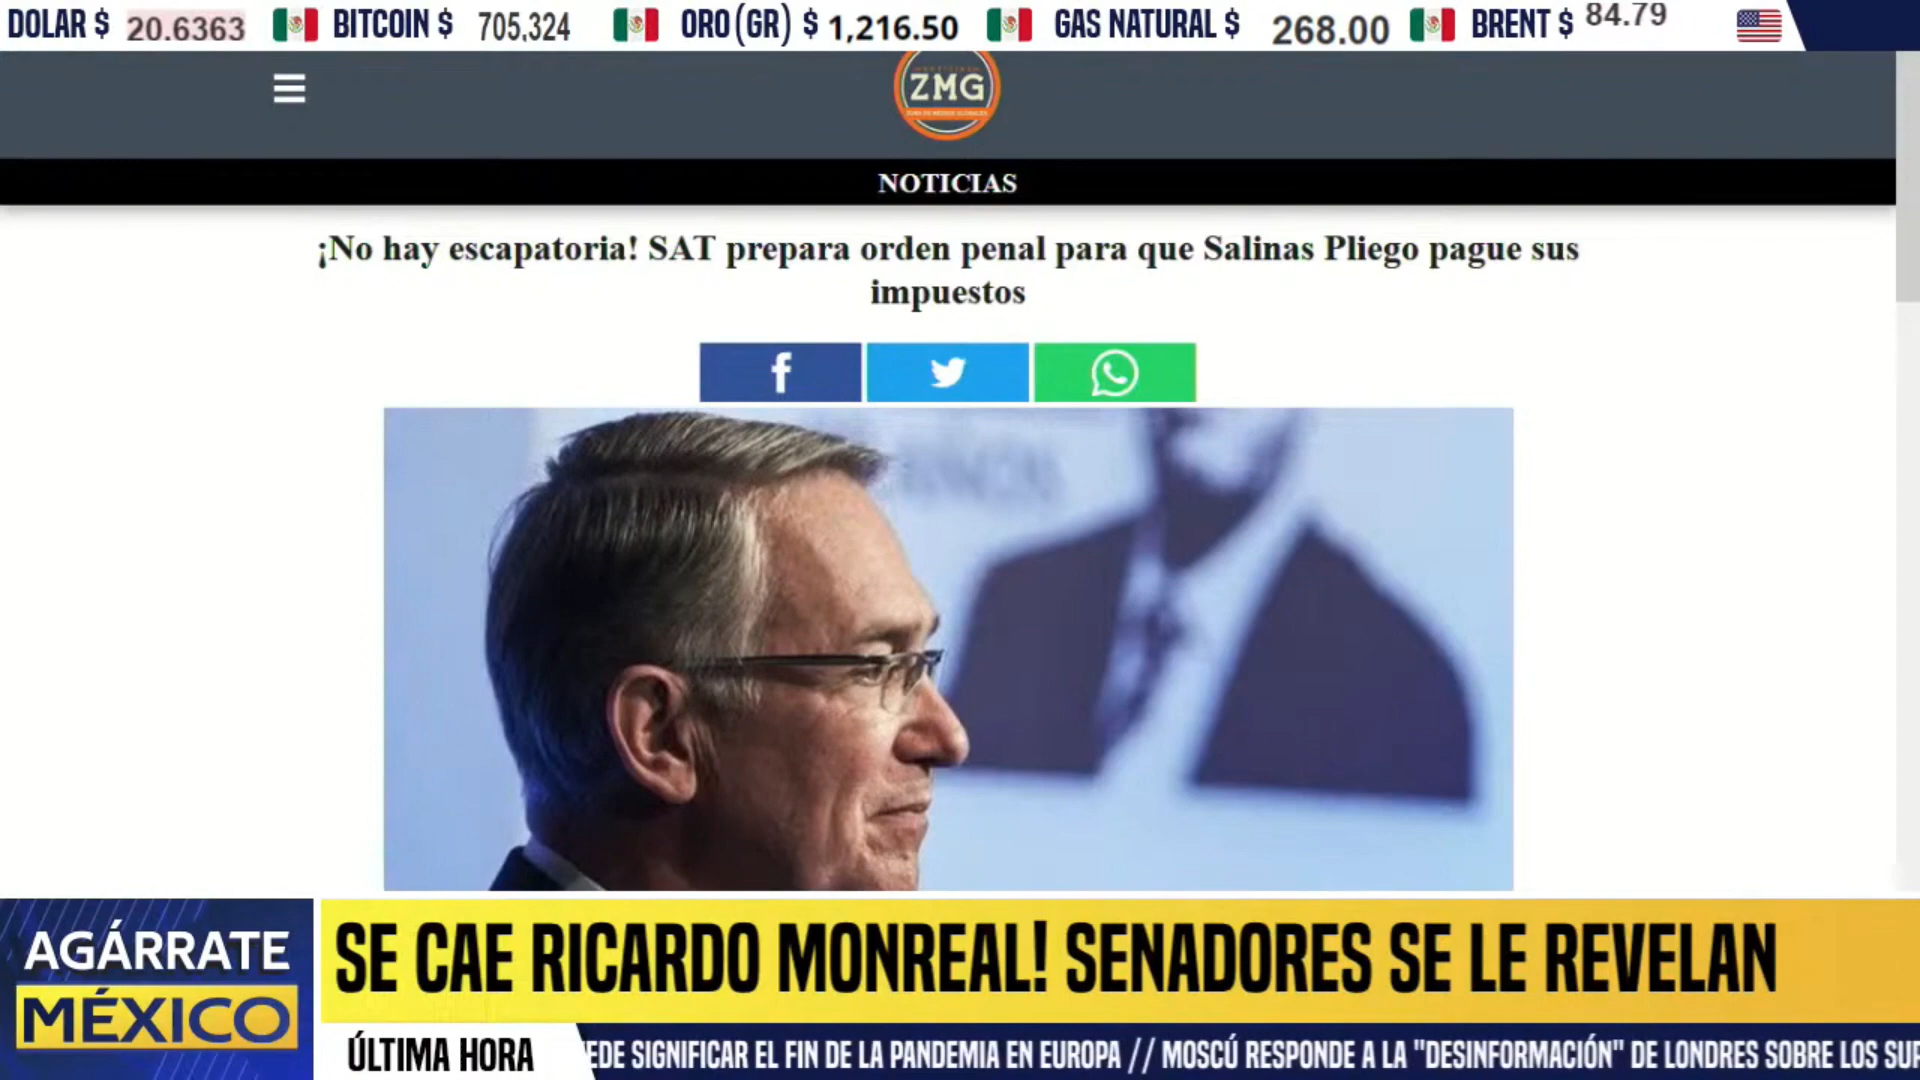 DOLAR $ 20.6363 BITCOIN $ 705,324 ORO (GR) $ 1,216.50 GAS NATURAL $ 268.00 BRENT $ 84.79
ZMG
NOTICIAS
¡No hay escapatoria! SAT prepara orden penal para que Salinas Pliego pague sus
impuestos
AGÁRRATE
MÉXICO
SE CAE RICARDO MONREAL! SENADORES SE LE REVELAN
ÚLTIMA HORA
EDE SIGNIFICAR EL FIN DE LA PANDEMIA EN EUROPA // MOSCÚ RESPONDE A LA "DESINFORMACIÓN" DE LONDRES SOBRE LOS SUP